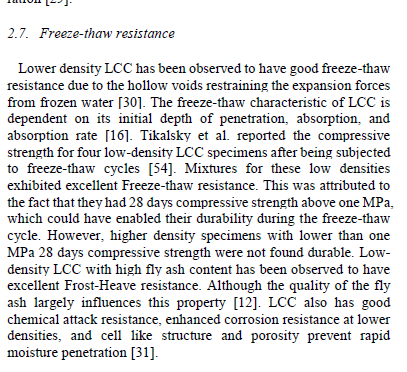 ration [29].
2.7. Freeze-thaw resistance
Lower density LCC has been observed to have good freeze-thaw
resistance due to the hollow voids restraining the expansion forces
from frozen water [30]. The freeze-thaw characteristic of LCC is
dependent on its initial depth of penetration, absorption, and
absorption rate [16]. Tikalsky et al. reported the compressive
strength for four low-density LCC specimens after being subjected
to freeze-thaw cycles [54]. Mixtures for these low densities
exhibited excellent Freeze-thaw resistance. This was attributed to
the fact that they had 28 days compressive strength above one MPa,
which could have enabled their durability during the freeze-thaw
cycle. However, higher density specimens with lower than one
MPa 28 days compressive strength were not found durable. Low-
density LCC with high fly ash content has been observed to have
excellent Frost-Heave resistance. Although the quality of the fly
ash largely influences this property [12]. LCC also has good
chemical attack resistance, enhanced corrosion resistance at lower
densities, and cell like structure and porosity prevent rapid
moisture penetration [31].